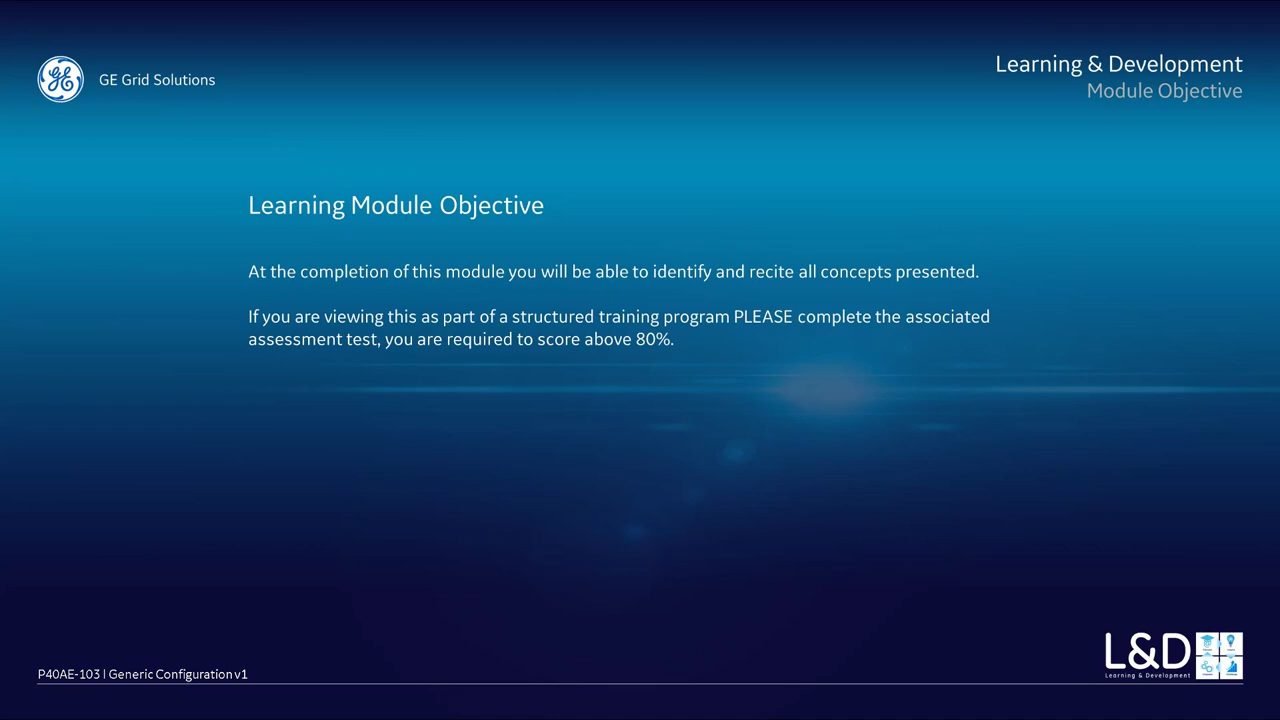 GE Grid Solutions
Learning & Development
Module Objective
Learning Module Objective
At the completion of this module you will be able to identify and recite all concepts presented.
If you are viewing this as part of a structured training program PLEASE complete the associated
assessment test, you are required to score above 80%.
L&D
Learning & Development
P40AE-103 | Generic Configuration v1